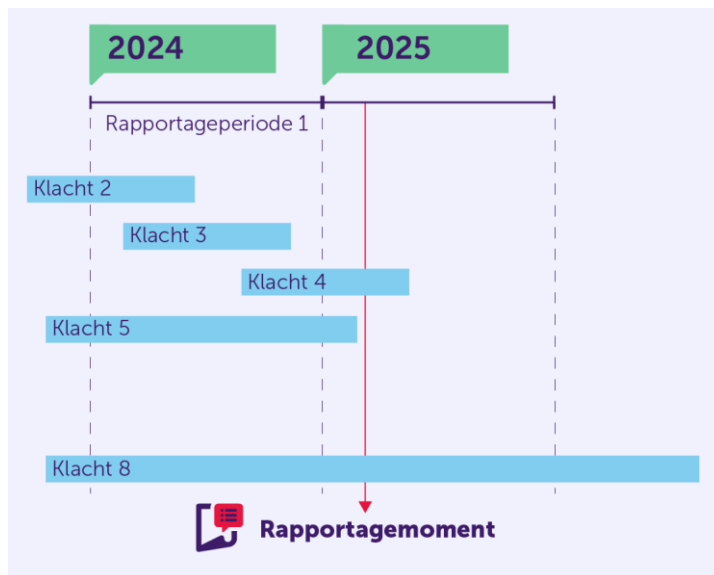 2024
2025
Rapportageperiode 1
Klacht 2
Klacht 3
Klacht 4
Klacht 5
Klacht 8
Rapportagemoment